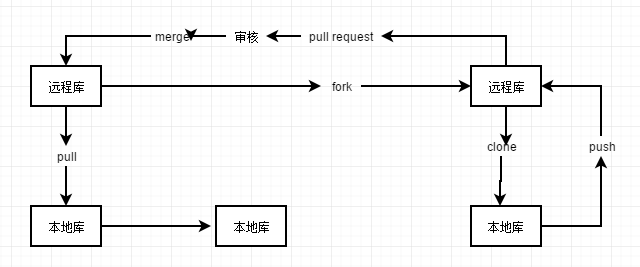 merge 审核 pull request
远程库 fork 远程库
pull clone push
本地库 本地库 本地库